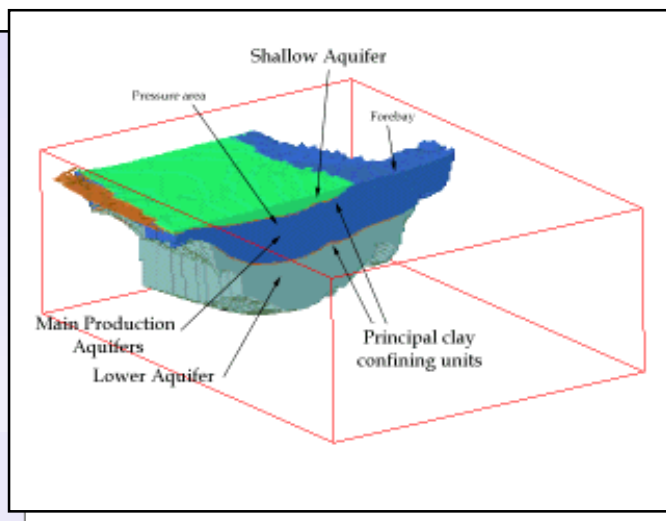 Shallow Aquifer
Pressure area
Forebay
Main Production
Aquifers
Principal clay
confining units
Lower Aquifer